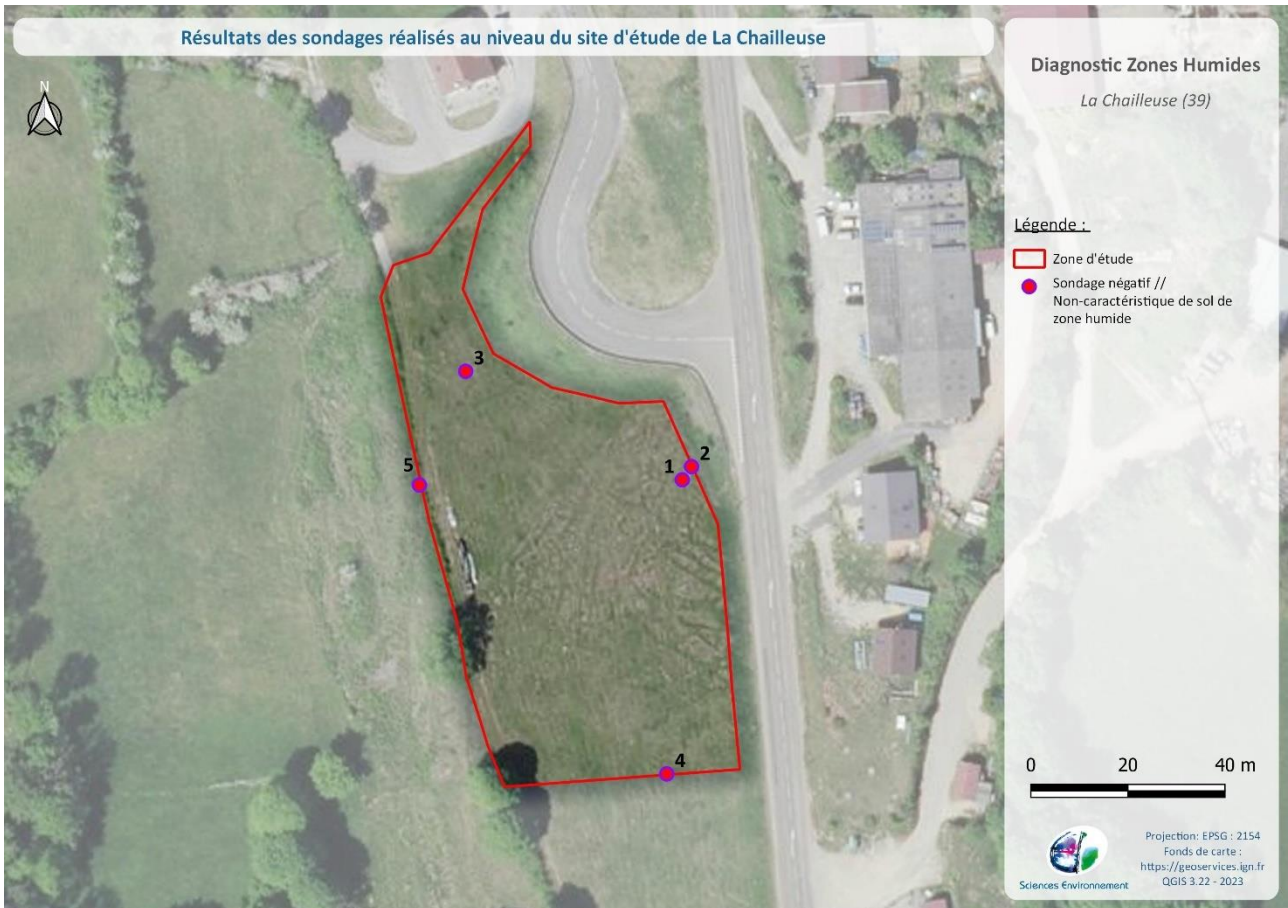 Résultats des sondages réalisés au niveau du site d'étude de La Chailleuse
N
Diagnostic Zones Humides
La Chailleuse (39)
Légende :
Zone d'étude
Sondage négatif //
Non-caractéristique de sol de
zone humide
3
2
1
5
4
0 20 40 m
Sciences Environnement
Projection: EPSG : 2154
Fonds de carte :
https://geoservices.ign.fr
QGIS 3.22 - 2023